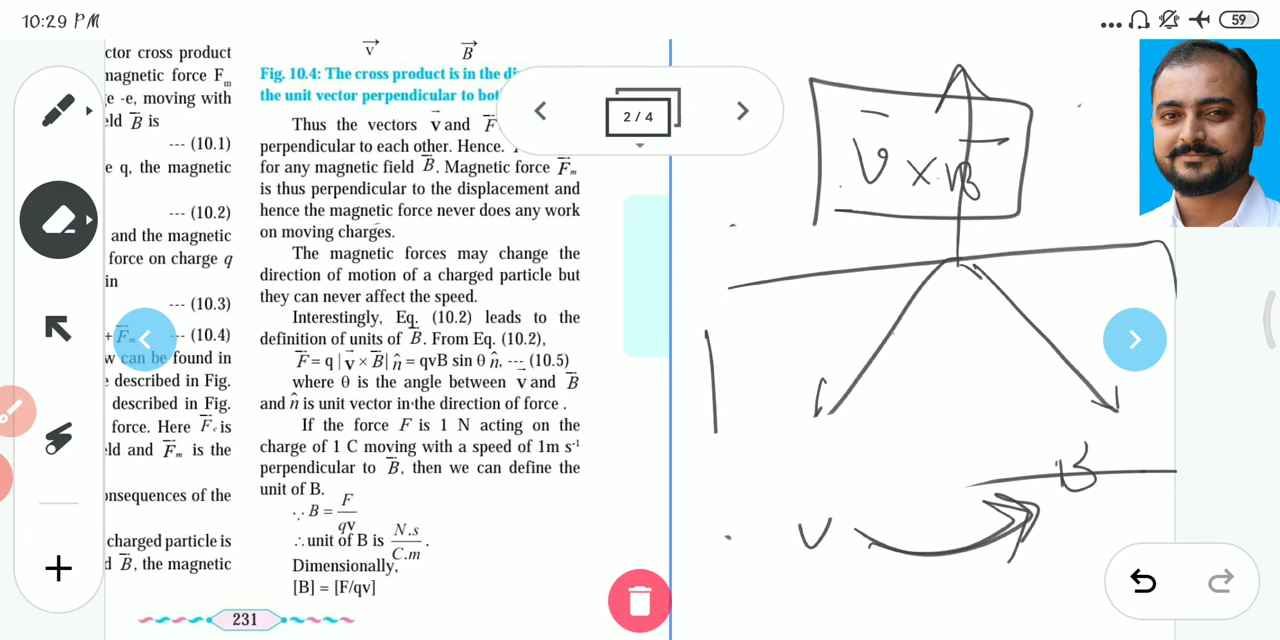 10:29 PM
59
ctor cross product
magnetic force Fm
e -e, moving with
eld B is
--- (10.1)
e q, the magnetic
--- (10.2)
and the magnetic
force on charge q
in
--- (10.3)
+ Fm --- (10.4)
w can be found in
e described in Fig.
described in Fig.
force. Here Fe is
eld and Fm is the
onsequences of the
charged particle is
d B, the magnetic
v⃗ B⃗
Fig. 10.4: The cross product is in the di
the unit vector perpendicular to bot
Thus the vectors v⃗ and F
perpendicular to each other. Hence.
for any magnetic field B. Magnetic force Fm
is thus perpendicular to the displacement and
hence the magnetic force never does any work
on moving charges.
The magnetic forces may change the
direction of motion of a charged particle but
they can never affect the speed.
Interestingly, Eq. (10.2) leads to the
definition of units of B. From Eq. (10.2),
F = q | v × B | n̂ = qvB sin θ n̂, --- (10.5)
where θ is the angle between v and B
and n̂ is unit vector in the direction of force .
If the force F is 1 N acting on the
charge of 1 C moving with a speed of 1m s⁻¹
perpendicular to B, then we can define the
unit of B.
∵ B = F/qv
∴ unit of B is N.s/C.m .
Dimensionally,
[B] = [F/qv]
231
2 / 4
v × B
B
v